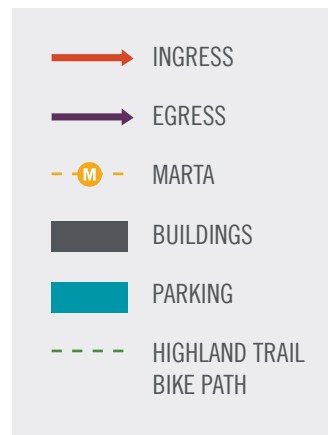 INGRESS
EGRESS
M
MARTA
BUILDINGS
PARKING
HIGHLAND TRAIL
BIKE PATH